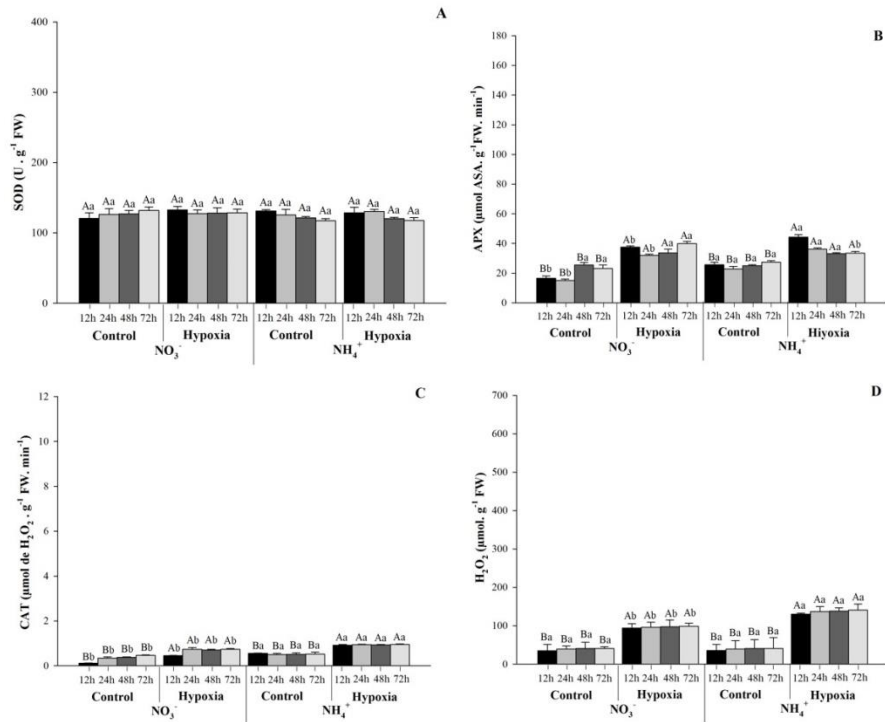 A
SOD (U . g⁻¹ FW)
400
300
200
100
0
Aa Aa Aa Aa Aa Aa Aa Aa Aa Aa Aa Aa Aa Aa Aa Aa
12h 24h 48h 72h 12h 24h 48h 72h 12h 24h 48h 72h 12h 24h 48h 72h
Control Hypoxia Control Hypoxia
NO₃⁻ NH₄⁺
B
APX (µmol ASA. g⁻¹FW. min⁻¹)
180
160
140
120
100
80
60
40
20
0
Bb Bb Ba Ba Ab Ab Aa Aa Ba Ba Ba Ba Aa Aa Aa Ab
12h 24h 48h 72h 12h 24h 48h 72h 12h 24h 48h 72h 12h 24h 48h 72h
Control Hypoxia Control Hiyoxia
NO₃⁻ NH₄⁺
C
CAT (µmol de H₂O₂ . g⁻¹ FW. min⁻¹)
12
10
8
6
4
2
0
Bb Bb Bb Bb Ab Ab Ab Ab Ba Ba Ba Ba Aa Aa Aa Aa
12h 24h 48h 72h 12h 24h 48h 72h 12h 24h 48h 72h 12h 24h 48h 72h
Control Hypoxia Control Hypoxia
NO₃⁻ NH₄⁺
D
H₂O₂ (µmol. g⁻¹ FW)
700
600
500
400
300
200
100
0
Ba Ba Ba Ba Ab Ab Ab Ab Ba Ba Ba Ba Aa Aa Aa Aa
12h 24h 48h 72h 12h 24h 48h 72h 12h 24h 48h 72h 12h 24h 48h 72h
Control Hypoxia Control Hypoxia
NO₃⁻ NH₄⁺